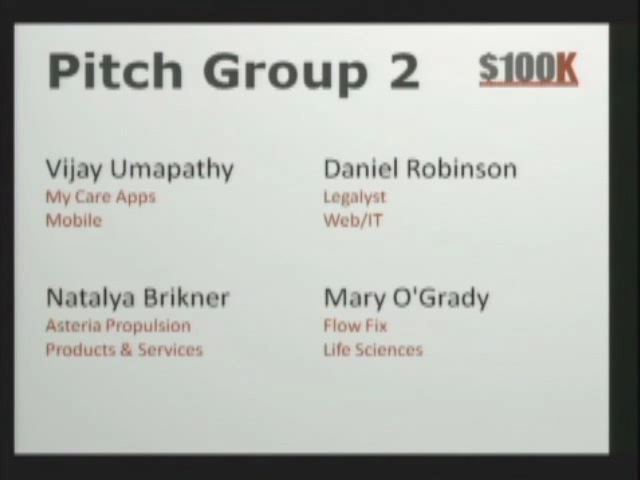 Pitch Group 2
$100K
Vijay Umapathy
My Care Apps
Mobile
Daniel Robinson
Legalyst
Web/IT
Natalya Brikner
Asteria Propulsion
Products & Services
Mary O'Grady
Flow Fix
Life Sciences